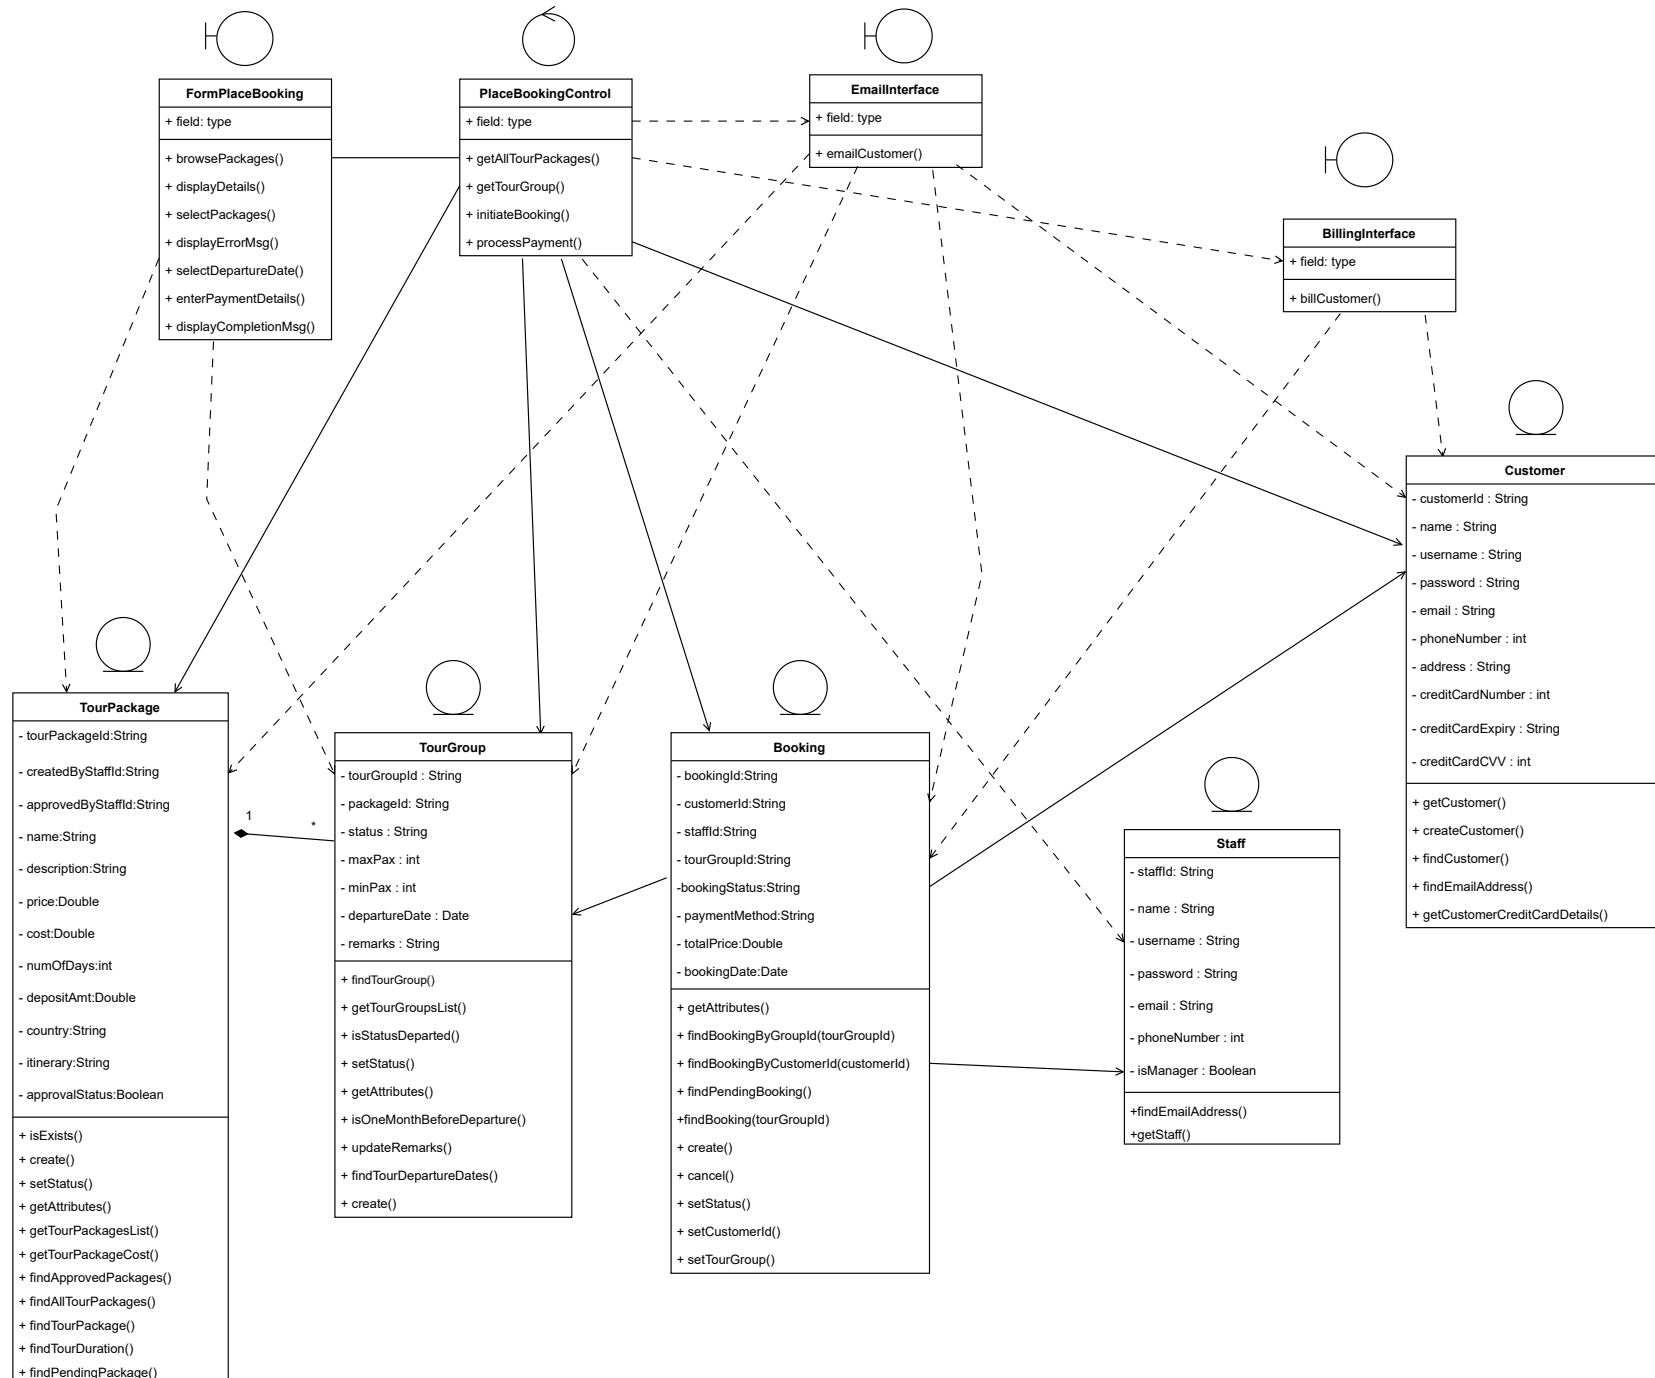 FormPlaceBooking
+ field: type
+ browsePackages()
+ displayDetails()
+ selectPackages()
+ displayErrorMsg()
+ selectDepartureDate()
+ enterPaymentDetails()
+ displayCompletionMsg()
PlaceBookingControl
+ field: type
+ getAllTourPackages()
+ getTourGroup()
+ initiateBooking()
+ processPayment()
EmailInterface
+ field: type
+ emailCustomer()
BillingInterface
+ field: type
+ billCustomer()
Customer
- customerId : String
- name : String
- username : String
- password : String
- email : String
- phoneNumber : int
- address : String
- creditCardNumber : int
- creditCardExpiry : String
- creditCardCVV : int
+ getCustomer()
+ createCustomer()
+ findCustomer()
+ findEmailAddress()
+ getCustomerCreditCardDetails()
TourPackage
- tourPackageId:String
- createdByStaffId:String
- approvedByStaffId:String
- name:String
- description:String
- price:Double
- cost:Double
- numOfDays:int
- depositAmt:Double
- country:String
- itinerary:String
- approvalStatus:Boolean
+ isExists()
+ create()
+ setStatus()
+ getAttributes()
+ getTourPackagesList()
+ getTourPackageCost()
+ findApprovedPackages()
+ findAllTourPackages()
+ findTourPackage()
+ findTourDuration()
+ findPendingPackage()
1
*
TourGroup
- tourGroupId : String
- packageId: String
- status : String
- maxPax : int
- minPax : int
- departureDate : Date
- remarks : String
+ findTourGroup()
+ getTourGroupsList()
+ isStatusDeparted()
+ setStatus()
+ getAttributes()
+ isOneMonthBeforeDeparture()
+ updateRemarks()
+ findTourDepartureDates()
+ create()
Booking
- bookingId:String
- customerId:String
- staffId:String
- tourGroupId:String
-bookingStatus:String
- paymentMethod:String
- totalPrice:Double
- bookingDate:Date
+ getAttributes()
+ findBookingByGroupId(tourGroupId)
+ findBookingByCustomerId(customerId)
+ findPendingBooking()
+findBooking(tourGroupId)
+ create()
+ cancel()
+ setStatus()
+ setCustomerId()
+ setTourGroup()
Staff
- staffId: String
- name : String
- username : String
- password : String
- email : String
- phoneNumber : int
- isManager : Boolean
+findEmailAddress()
+getStaff()